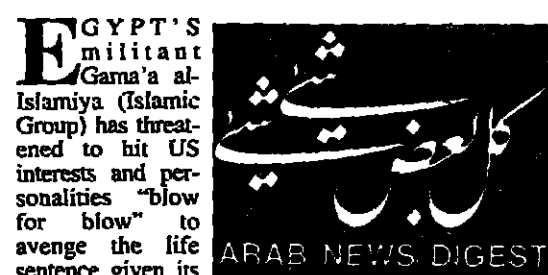 EGYPT'S
militant
Gama'a al-
Islamiya (Islamic
Group) has threat-
ened to hit US
interests and per-
sonalities "blow
for blow" to
avenge the life
sentence given its
ARAB NEWS DIGEST